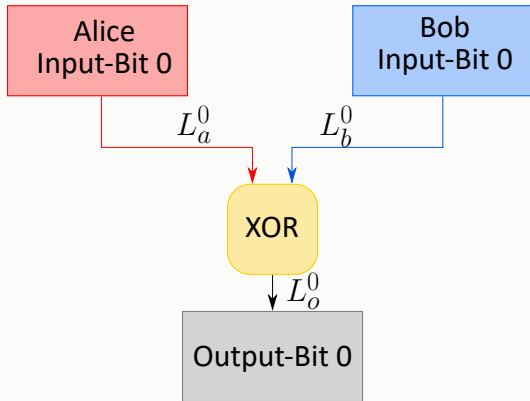 Alice
Input-Bit 0
Bob
Input-Bit 0
L_a^0
L_b^0
XOR
L_o^0
Output-Bit 0